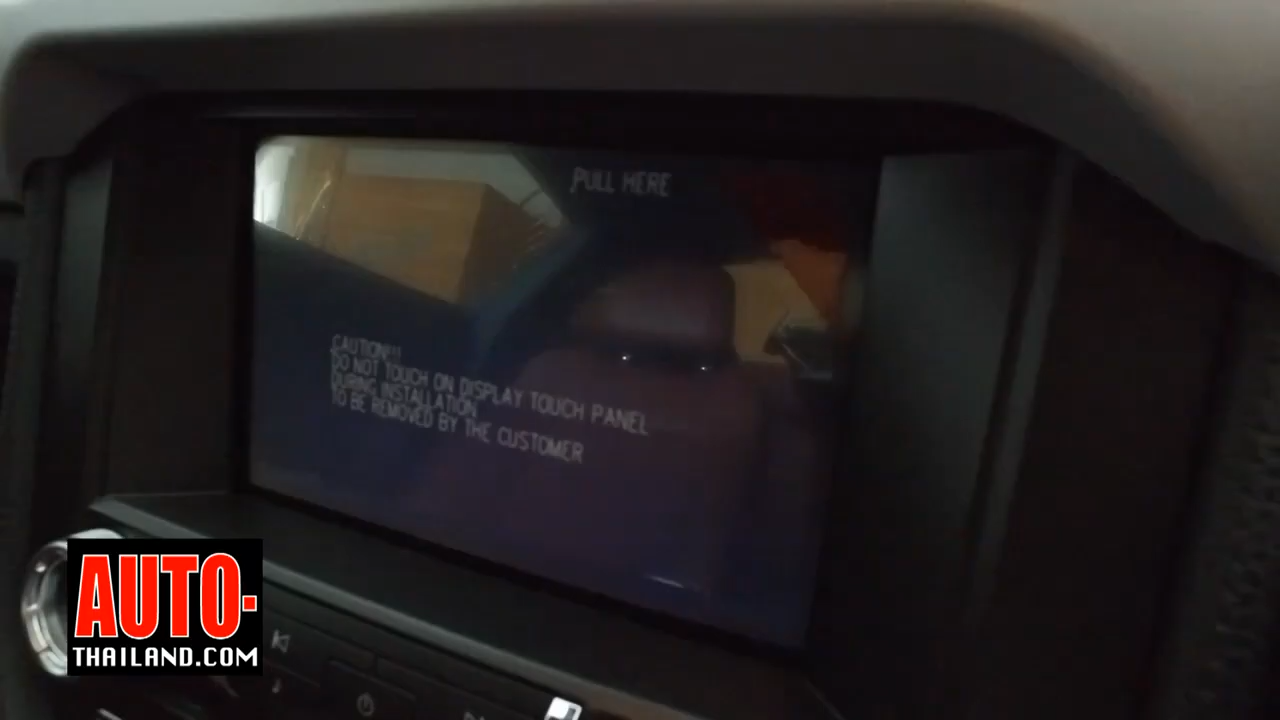 PULL HERE
CAUTION!!!
DO NOT TOUCH ON DISPLAY TOUCH PANEL
DURING INSTALLATION
TO BE REMOVED BY THE CUSTOMER
AUTO-
THAILAND.COM